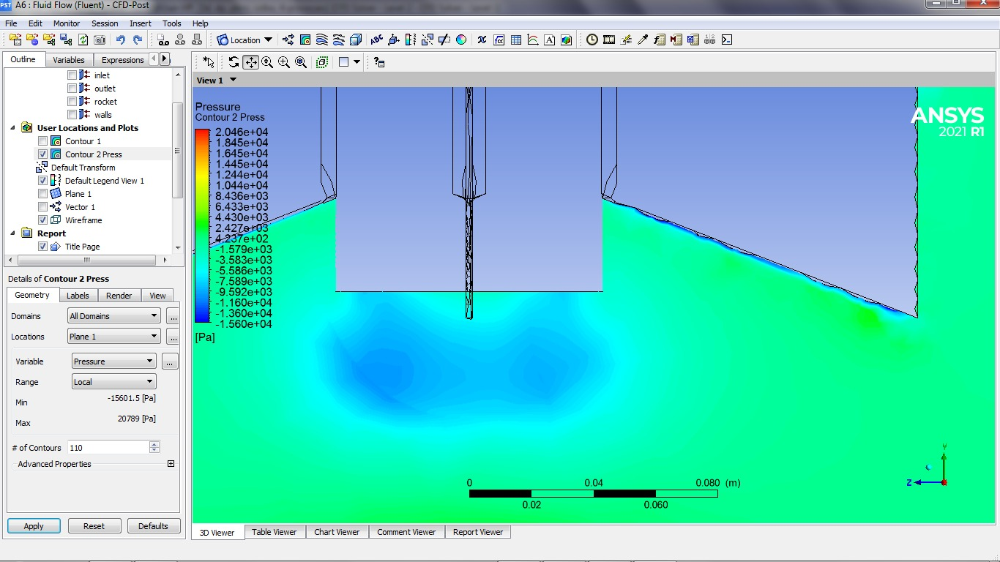 A6 : Fluid Flow (Fluent) - CFD-Post
File Edit Monitor Session Insert Tools Help
Location
Outline Variables Expressions
inlet
outlet
rocket
walls
User Locations and Plots
Contour 1
Contour 2 Press
Default Transform
Default Legend View 1
Plane 1
Vector 1
Wireframe
Report
Title Page
Details of Contour 2 Press
Geometry Labels Render View
Domains All Domains ...
Locations Plane 1 ...
Variable Pressure ...
Range Local
Min -15601.5 [Pa]
Max 20789 [Pa]
# of Contours 110
Advanced Properties
Apply Reset Defaults
View 1
Pressure
Contour 2 Press
2.046e+04
1.845e+04
1.645e+04
1.445e+04
1.244e+04
1.044e+04
8.436e+03
6.433e+03
4.430e+03
2.427e+03
4.237e+02
-1.579e+03
-3.583e+03
-5.586e+03
-7.589e+03
-9.592e+03
-1.160e+04
-1.360e+04
-1.560e+04
[Pa]
ANSYS
2021 R1
0 0.04 0.080 (m)
0.02 0.060
Y
Z
3D Viewer Table Viewer Chart Viewer Comment Viewer Report Viewer